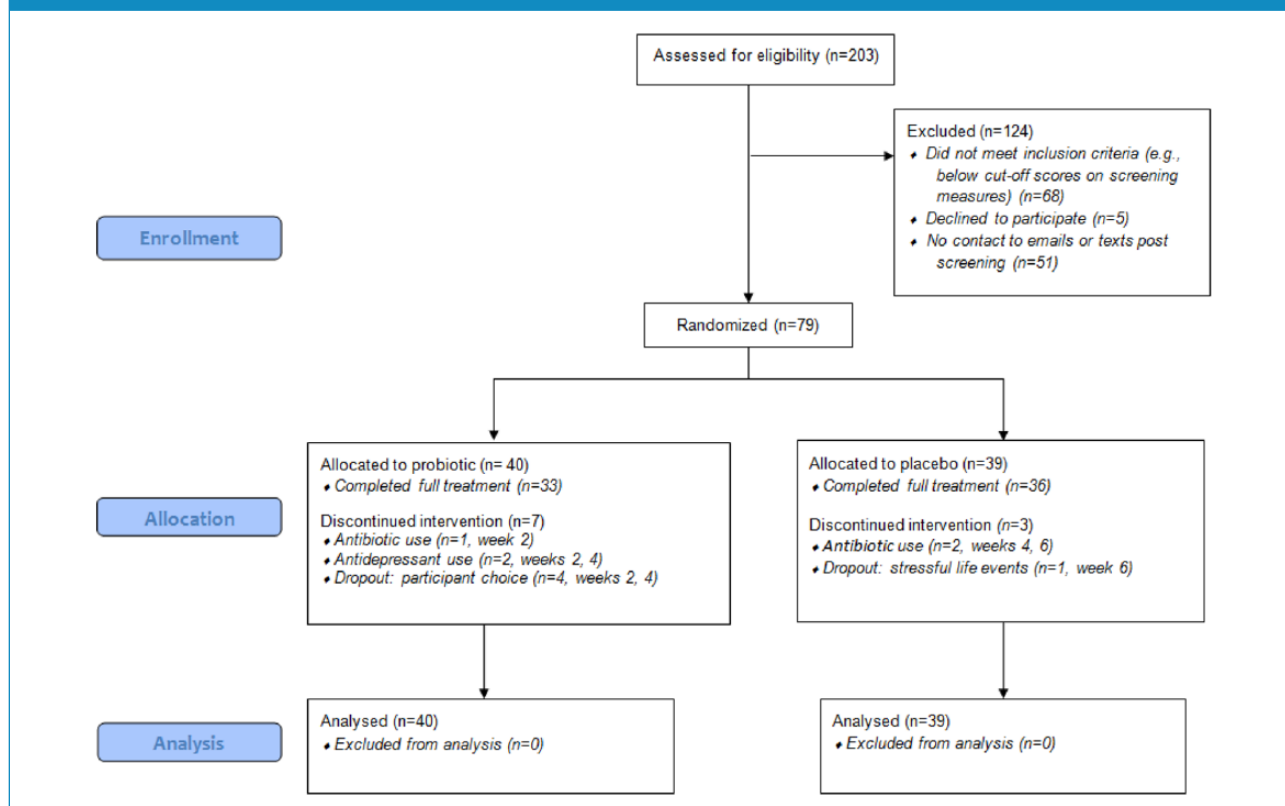 Assessed for eligibility (n=203)
Excluded (n=124)
⬧ Did not meet inclusion criteria (e.g.,
below cut-off scores on screening
measures) (n=68)
⬧ Declined to participate (n=5)
⬧ No contact to emails or texts post
screening (n=51)
Enrollment
Randomized (n=79)
Allocated to probiotic (n= 40)
⬧ Completed full treatment (n=33)
Discontinued intervention (n=7)
⬧ Antibiotic use (n=1, week 2)
⬧ Antidepressant use (n=2, weeks 2, 4)
⬧ Dropout: participant choice (n=4, weeks 2, 4)
Allocated to placebo (n=39)
⬧ Completed full treatment (n=36)
Discontinued intervention (n=3)
⬧ Antibiotic use (n=2, weeks 4, 6)
⬧ Dropout: stressful life events (n=1, week 6)
Allocation
Analysed (n=40)
⬧ Excluded from analysis (n=0)
Analysed (n=39)
⬧ Excluded from analysis (n=0)
Analysis